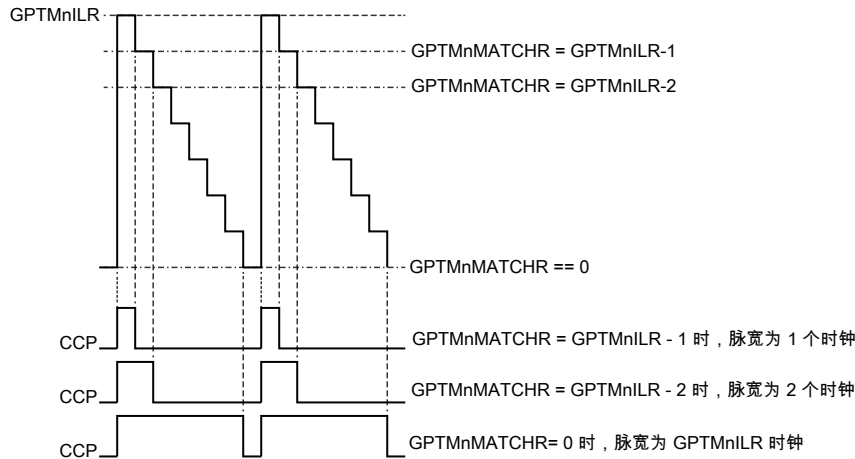 GPTMnILR
GPTMnMATCHR = GPTMnILR-1
GPTMnMATCHR = GPTMnILR-2
GPTMnMATCHR == 0
CCP
GPTMnMATCHR = GPTMnILR - 1 时，脉宽为 1 个时钟
CCP
GPTMnMATCHR = GPTMnILR - 2 时，脉宽为 2 个时钟
CCP
GPTMnMATCHR= 0 时，脉宽为 GPTMnILR 时钟